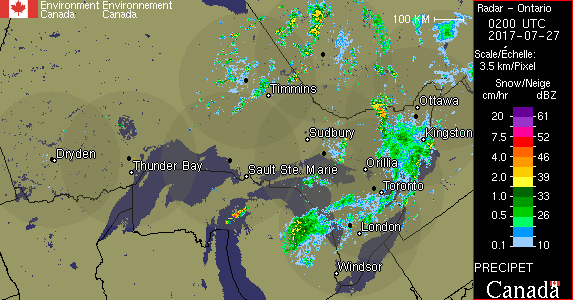 Environment Environnement
Canada Canada
100 KM
Timmins
Ottawa
Sudbury
Kingston
Dryden
Thunder Bay
Sault Ste. Marie
Orillia
Toronto
London
Windsor
Radar - Ontario
0200 UTC
2017-07-27
Scale/Échelle:
3.5 km/Pixel
Snow/Neige
cm/hr dBZ
20 61
7.5 52
4.0 46
2.0 39
1.0 33
0.5 26
0.1 10
PRECIPET
Canada